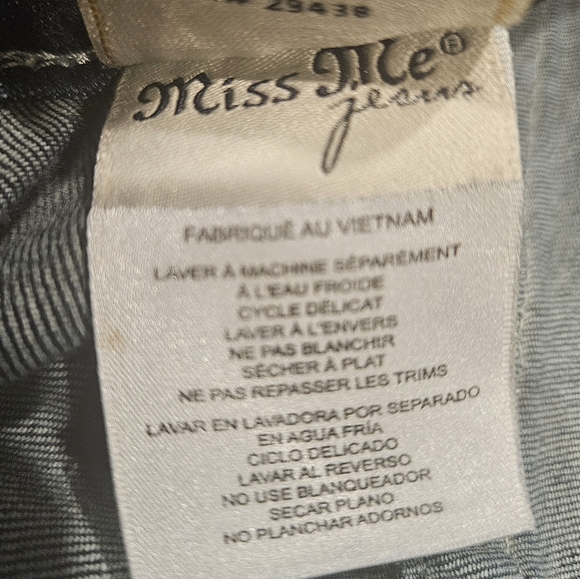 29438
Miss Me®
jeans
FABRIQUÉ AU VIETNAM
LAVER À MACHINE SÉPARÉMENT
À L'EAU FROIDE
CYCLE DÉLICAT
LAVER À L'ENVERS
NE PAS BLANCHIR
SÉCHER À PLAT
NE PAS REPASSER LES TRIMS
LAVAR EN LAVADORA POR SEPARADO
EN AGUA FRÍA
CICLO DELICADO
LAVAR AL REVERSO
NO USE BLANQUEADOR
SECAR PLANO
NO PLANCHAR ADORNOS